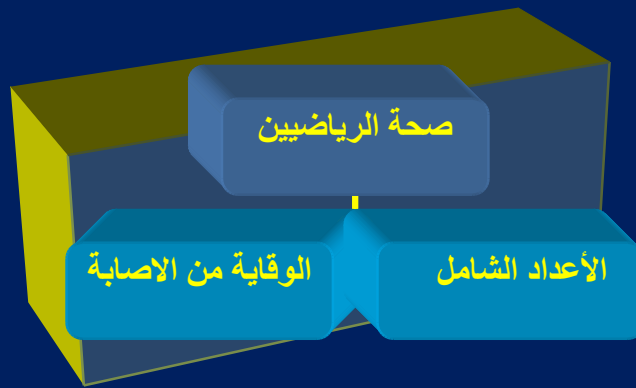 صحة الرياضيين
الأعداد الشامل
الوقاية من الاصابة